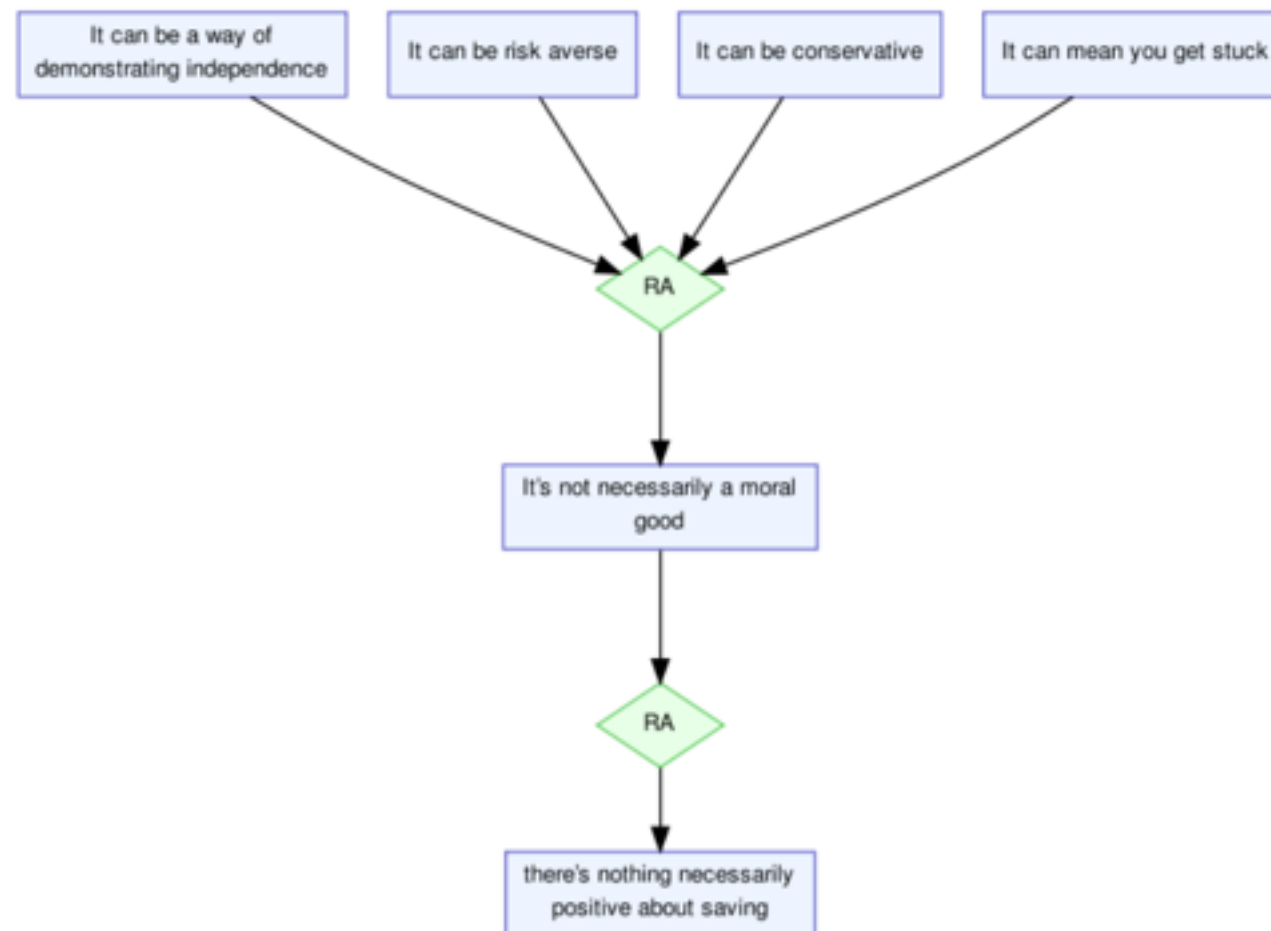 It can be a way of
demonstrating independence
It can be risk averse
It can be conservative
It can mean you get stuck
RA
It's not necessarily a moral
good
RA
there's nothing necessarily
positive about saving